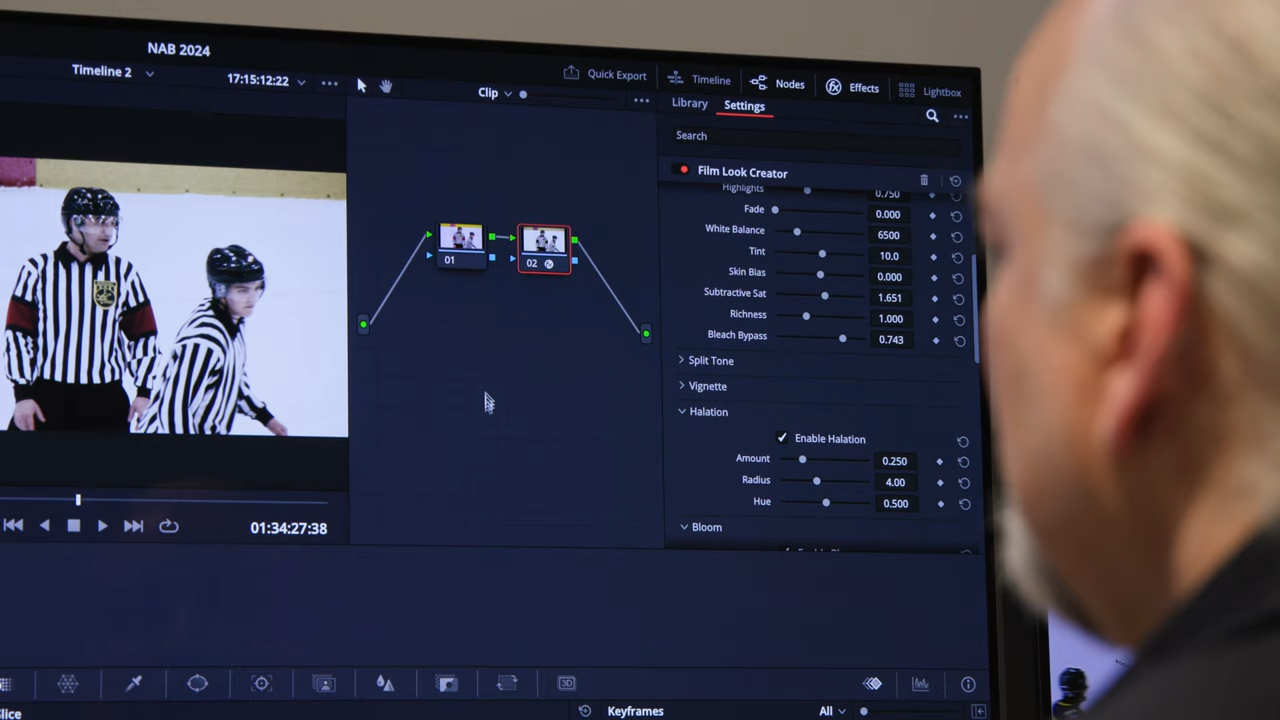 NAB 2024
Timeline 2
17:15:12:22
Clip
Quick Export
Timeline
Nodes
Effects
Lightbox
Library
Settings
Search
Film Look Creator
Highlights 0.750
Fade 0.000
White Balance 6500
Tint 10.0
Skin Bias 0.000
Subtractive Sat 1.651
Richness 1.000
Bleach Bypass 0.743
Split Tone
Vignette
Halation
Enable Halation
Amount 0.250
Radius 4.00
Hue 0.500
Bloom
01
02
01:34:27:38
3D
Keyframes
All